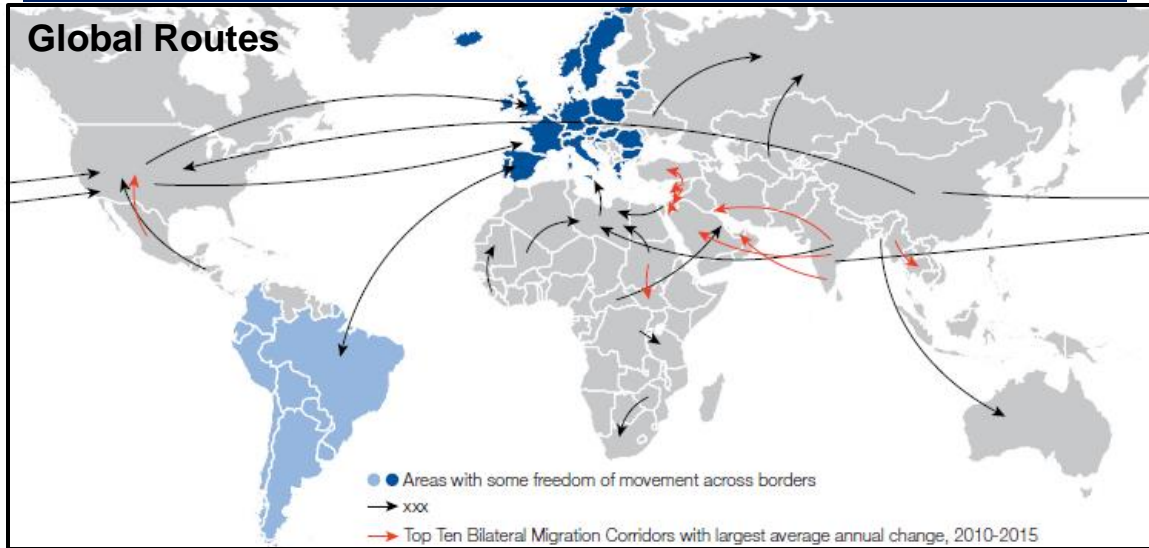 Global Routes
Areas with some freedom of movement across borders
xxx
Top Ten Bilateral Migration Corridors with largest average annual change, 2010-2015